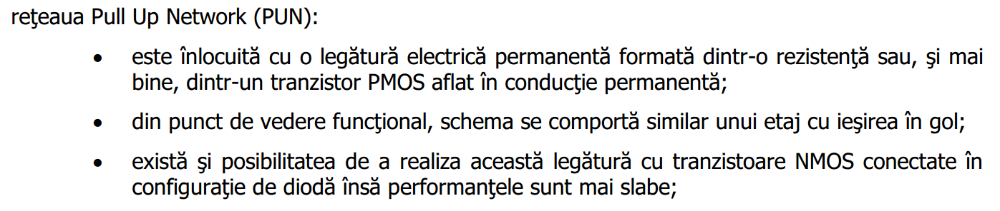 reţeaua Pull Up Network (PUN):
• este înlocuită cu o legătură electrică permanentă formată dintr-o rezistenţă sau, şi mai
bine, dintr-un tranzistor PMOS aflat în conducţie permanentă;
• din punct de vedere funcţional, schema se comportă similar unui etaj cu ieşirea în gol;
• există şi posibilitatea de a realiza această legătură cu tranzistoare NMOS conectate în
configuraţie de diodă însă performanţele sunt mai slabe;